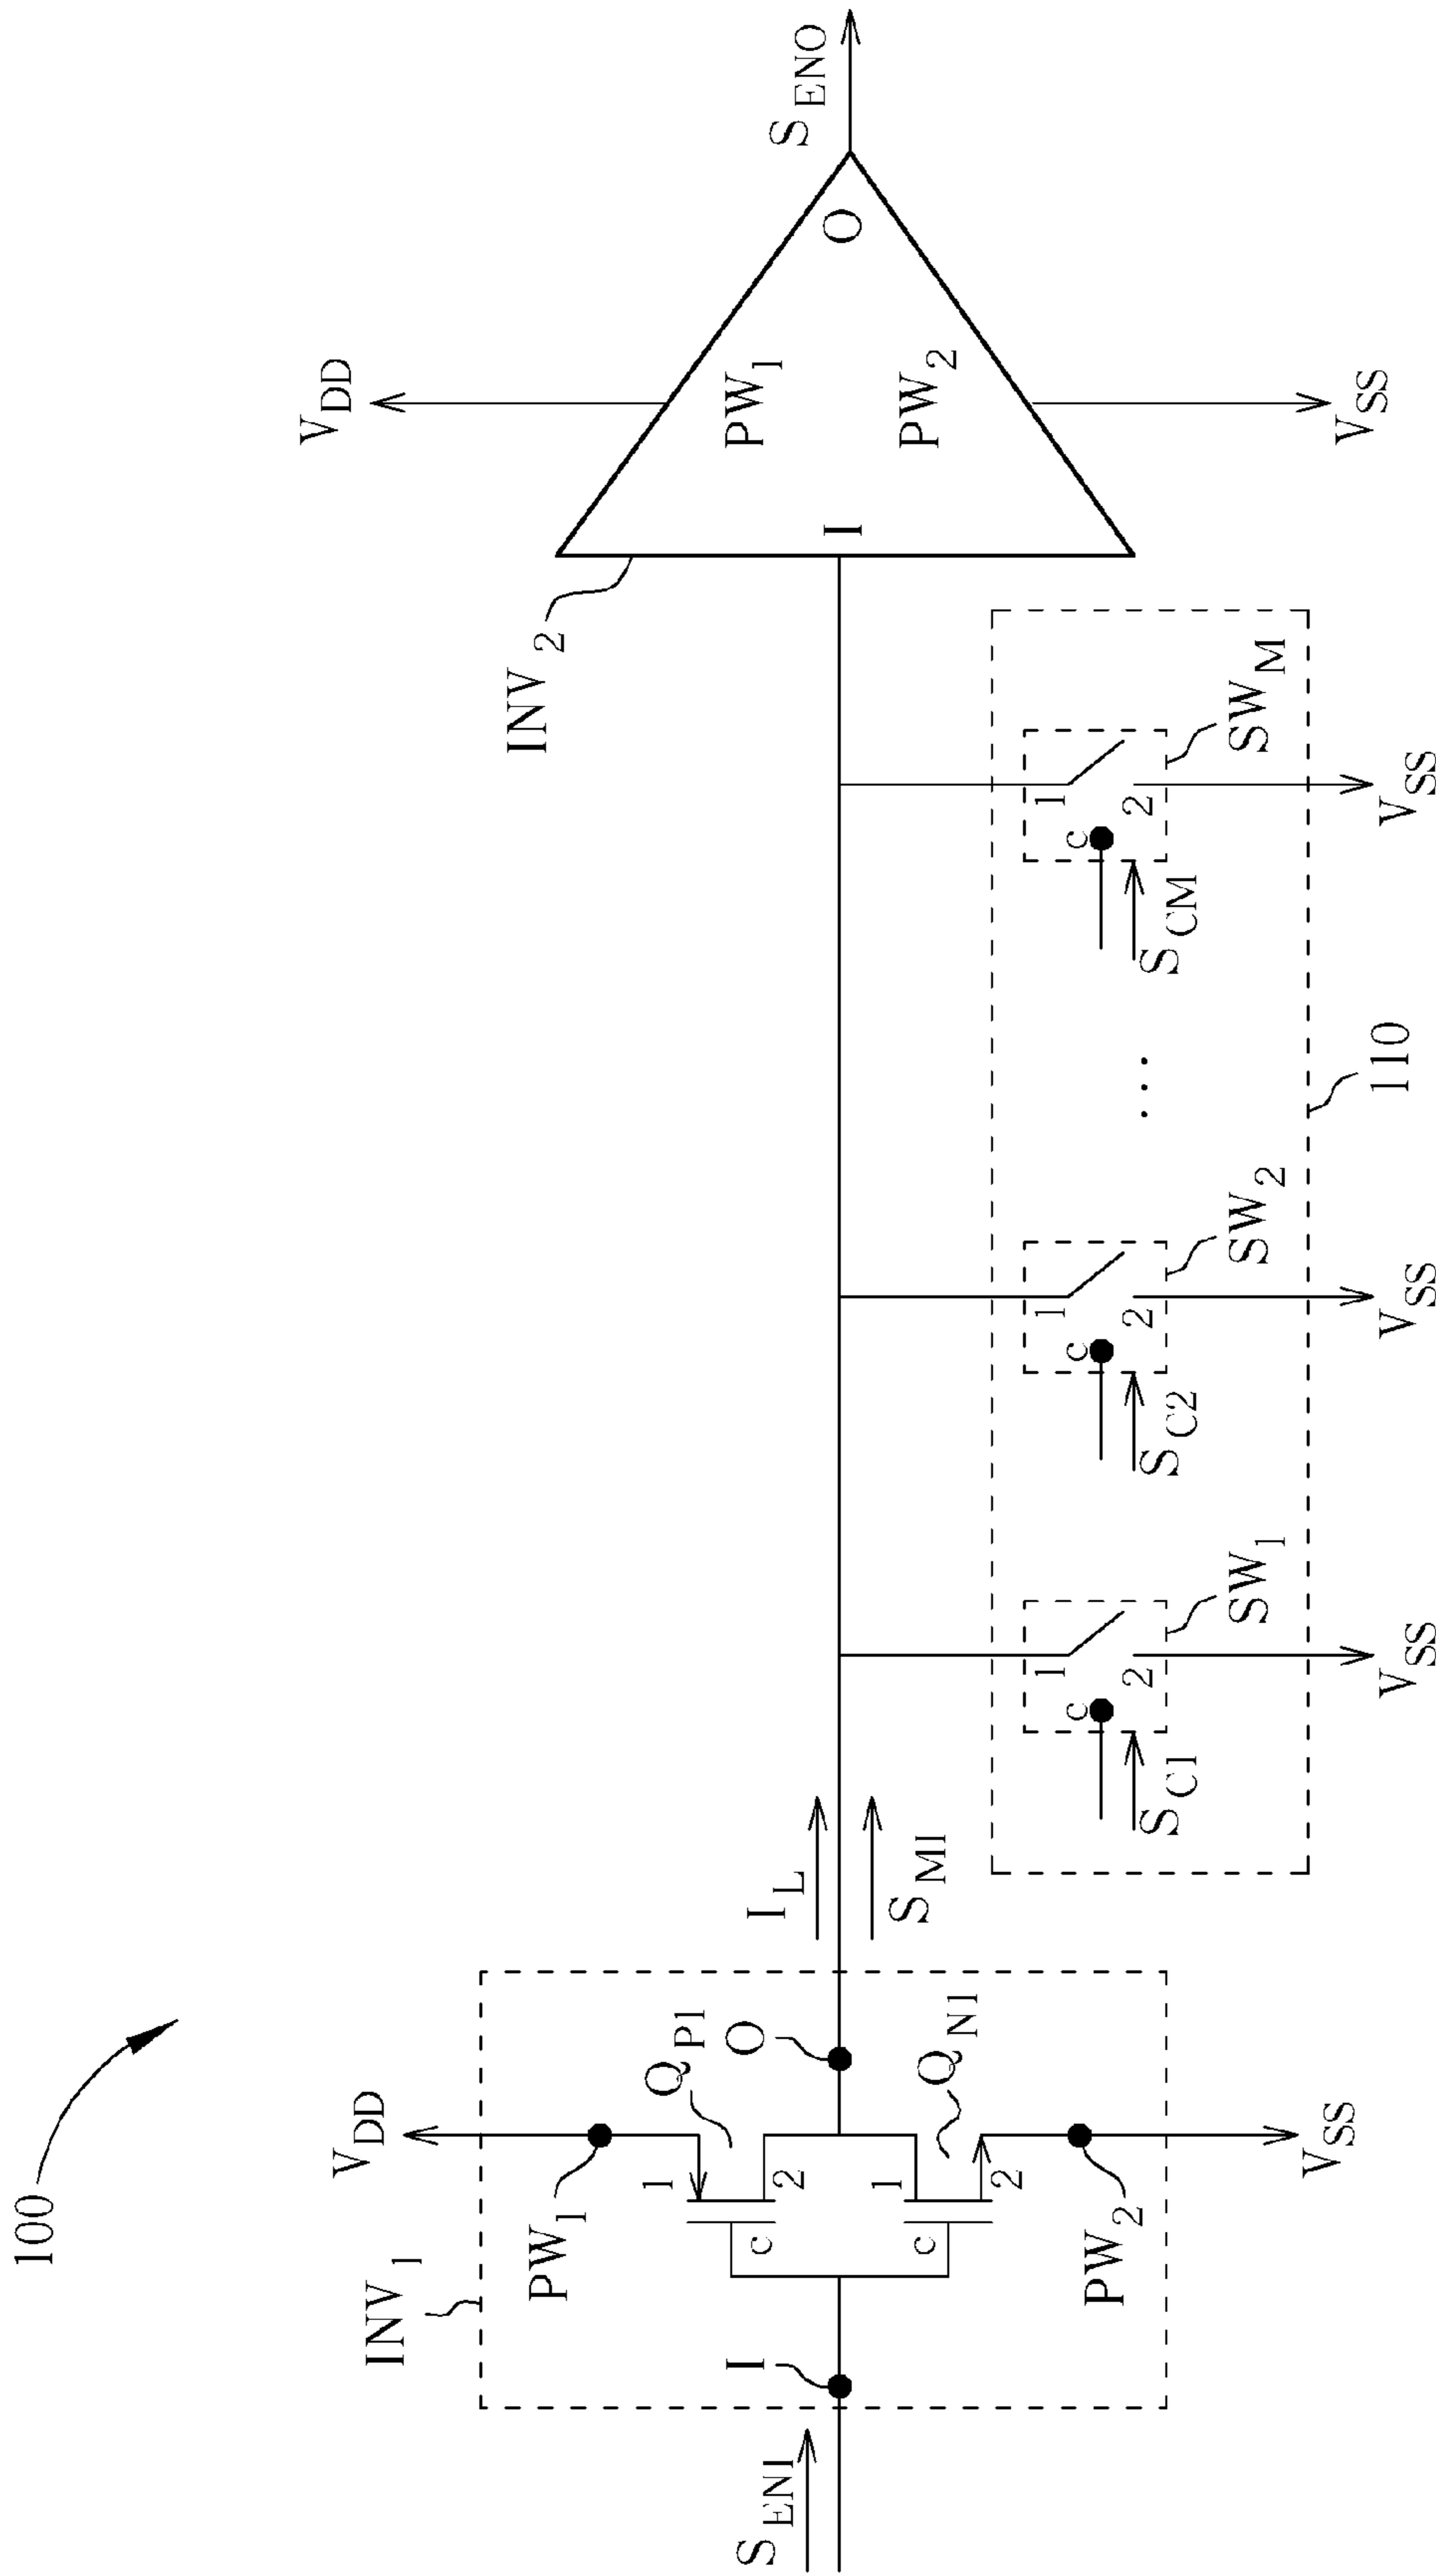 100
INV1
VDD
PW1
QP1
1
c
2
O
I
SENI
1
c
2
QN1
PW2
VSS
IL
SMI
SC1
c
1
2
SW1
VSS
SC2
c
1
2
SW2
VSS
...
SCM
c
1
2
SWM
VSS
110
INV2
VDD
PW1
I
O
PW2
VSS
SENO